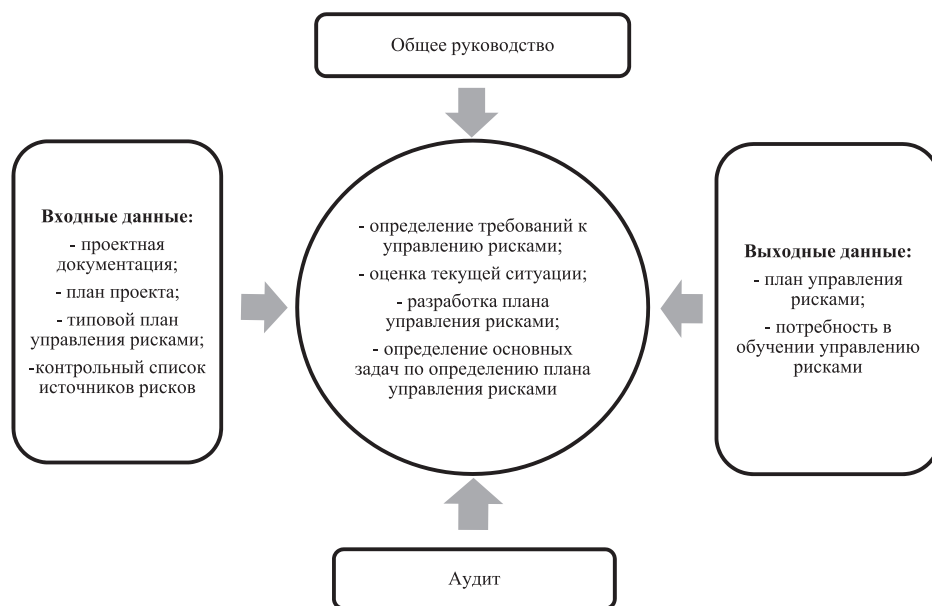 Общее руководство
Входные данные:
- проектная
документация;
- план проекта;
- типовой план
управления рисками;
-контрольный список
источников рисков
- определение требований к
управлению рисками;
- оценка текущей ситуации;
- разработка плана
управления рисками;
- определение основных
задач по определению плана
управления рисками
Выходные данные:
- план управления
рисками;
- потребность в
обучении управлению
рисками
Аудит